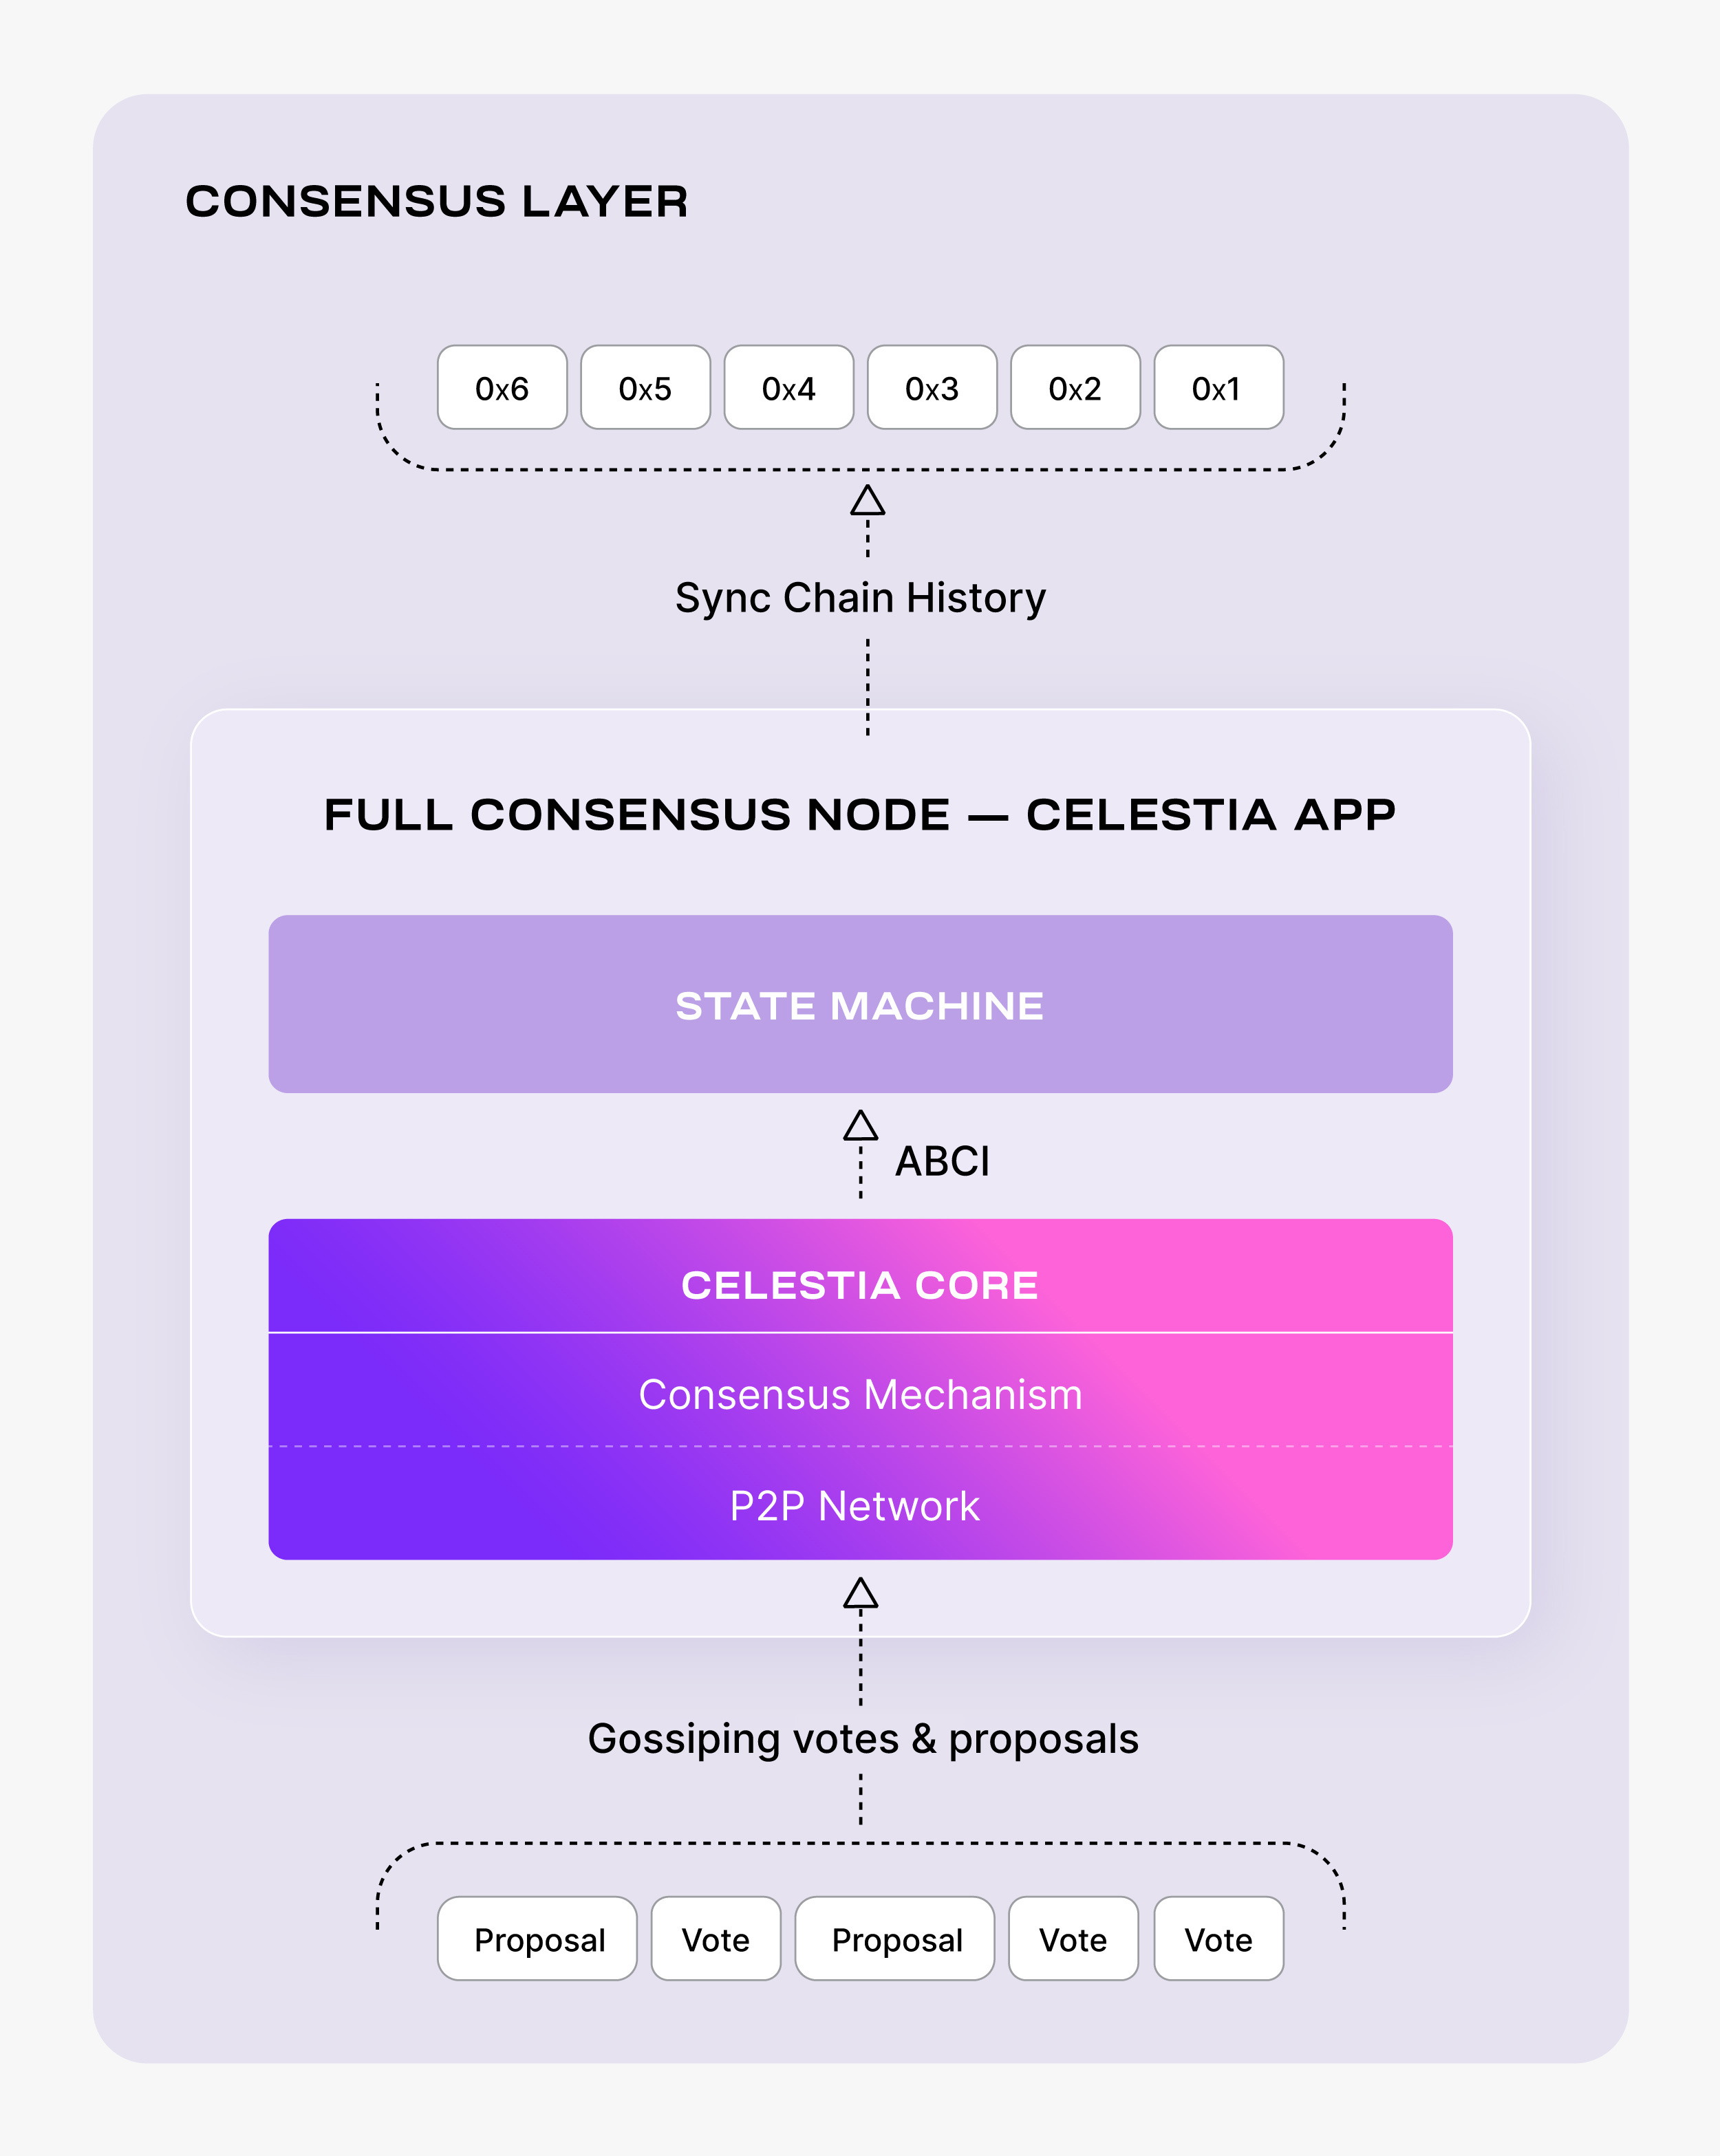 CONSENSUS LAYER
0x6 0x5 0x4 0x3 0x2 0x1
Sync Chain History
FULL CONSENSUS NODE — CELESTIA APP
STATE MACHINE
ABCI
CELESTIA CORE
Consensus Mechanism
P2P Network
Gossiping votes & proposals
Proposal Vote Proposal Vote Vote